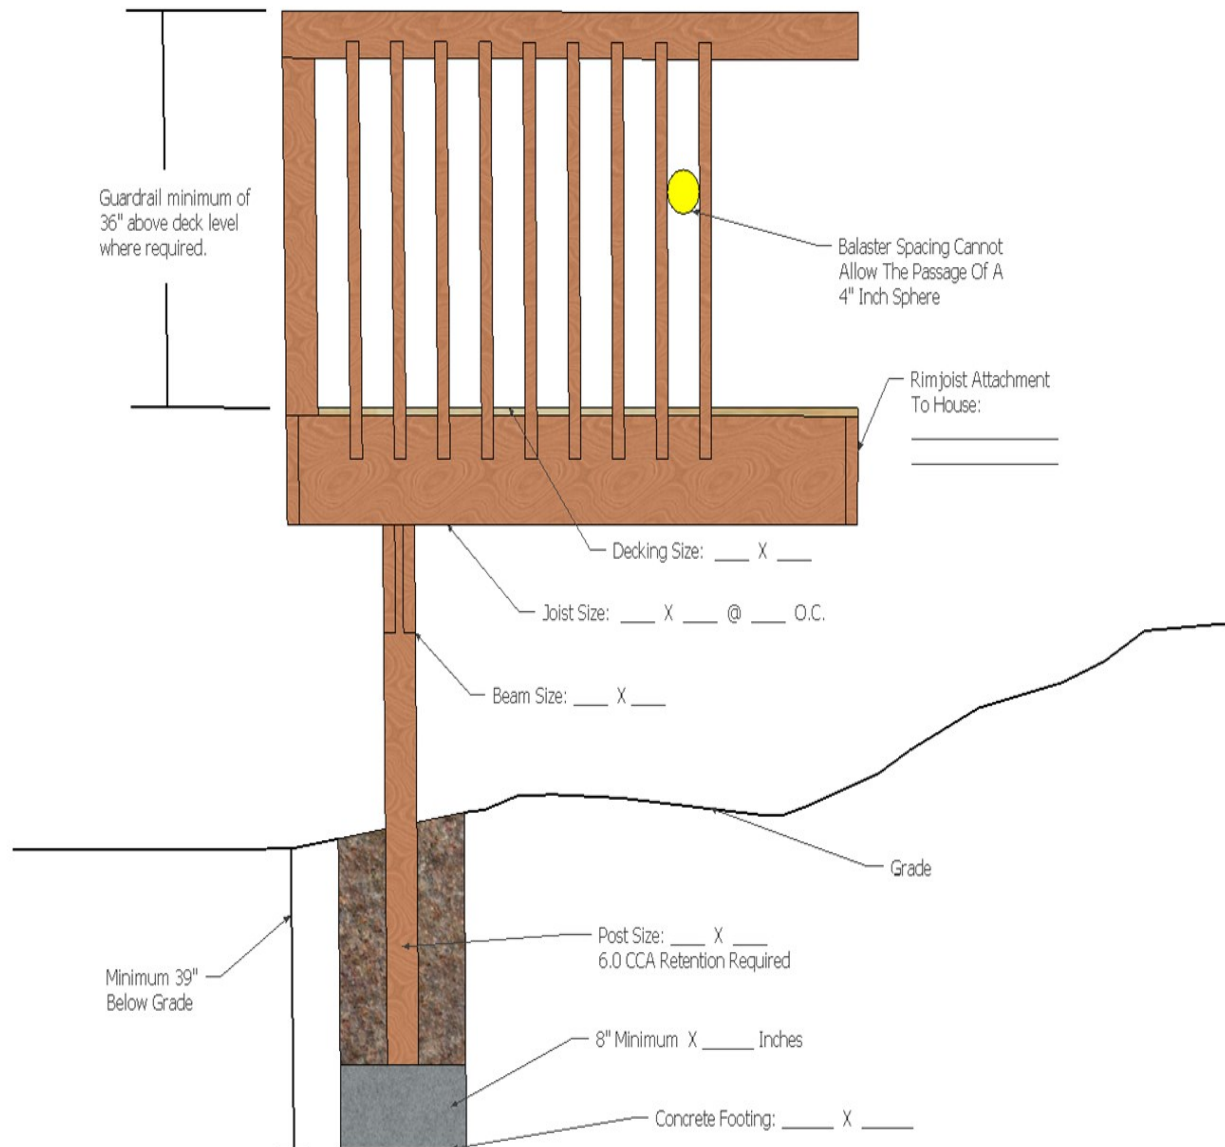 Guardrail minimum of
36" above deck level
where required.
Balaster Spacing Cannot
Allow The Passage Of A
4" Inch Sphere
Rimjoist Attachment
To House:
Decking Size: ____ X ____
Joist Size: ____ X ____ @ ____ O.C.
Beam Size: ____ X ____
Grade
Post Size: ____ X ____
6.0 CCA Retention Required
Minimum 39"
Below Grade
8" Minimum X ______ Inches
Concrete Footing: ______ X ______